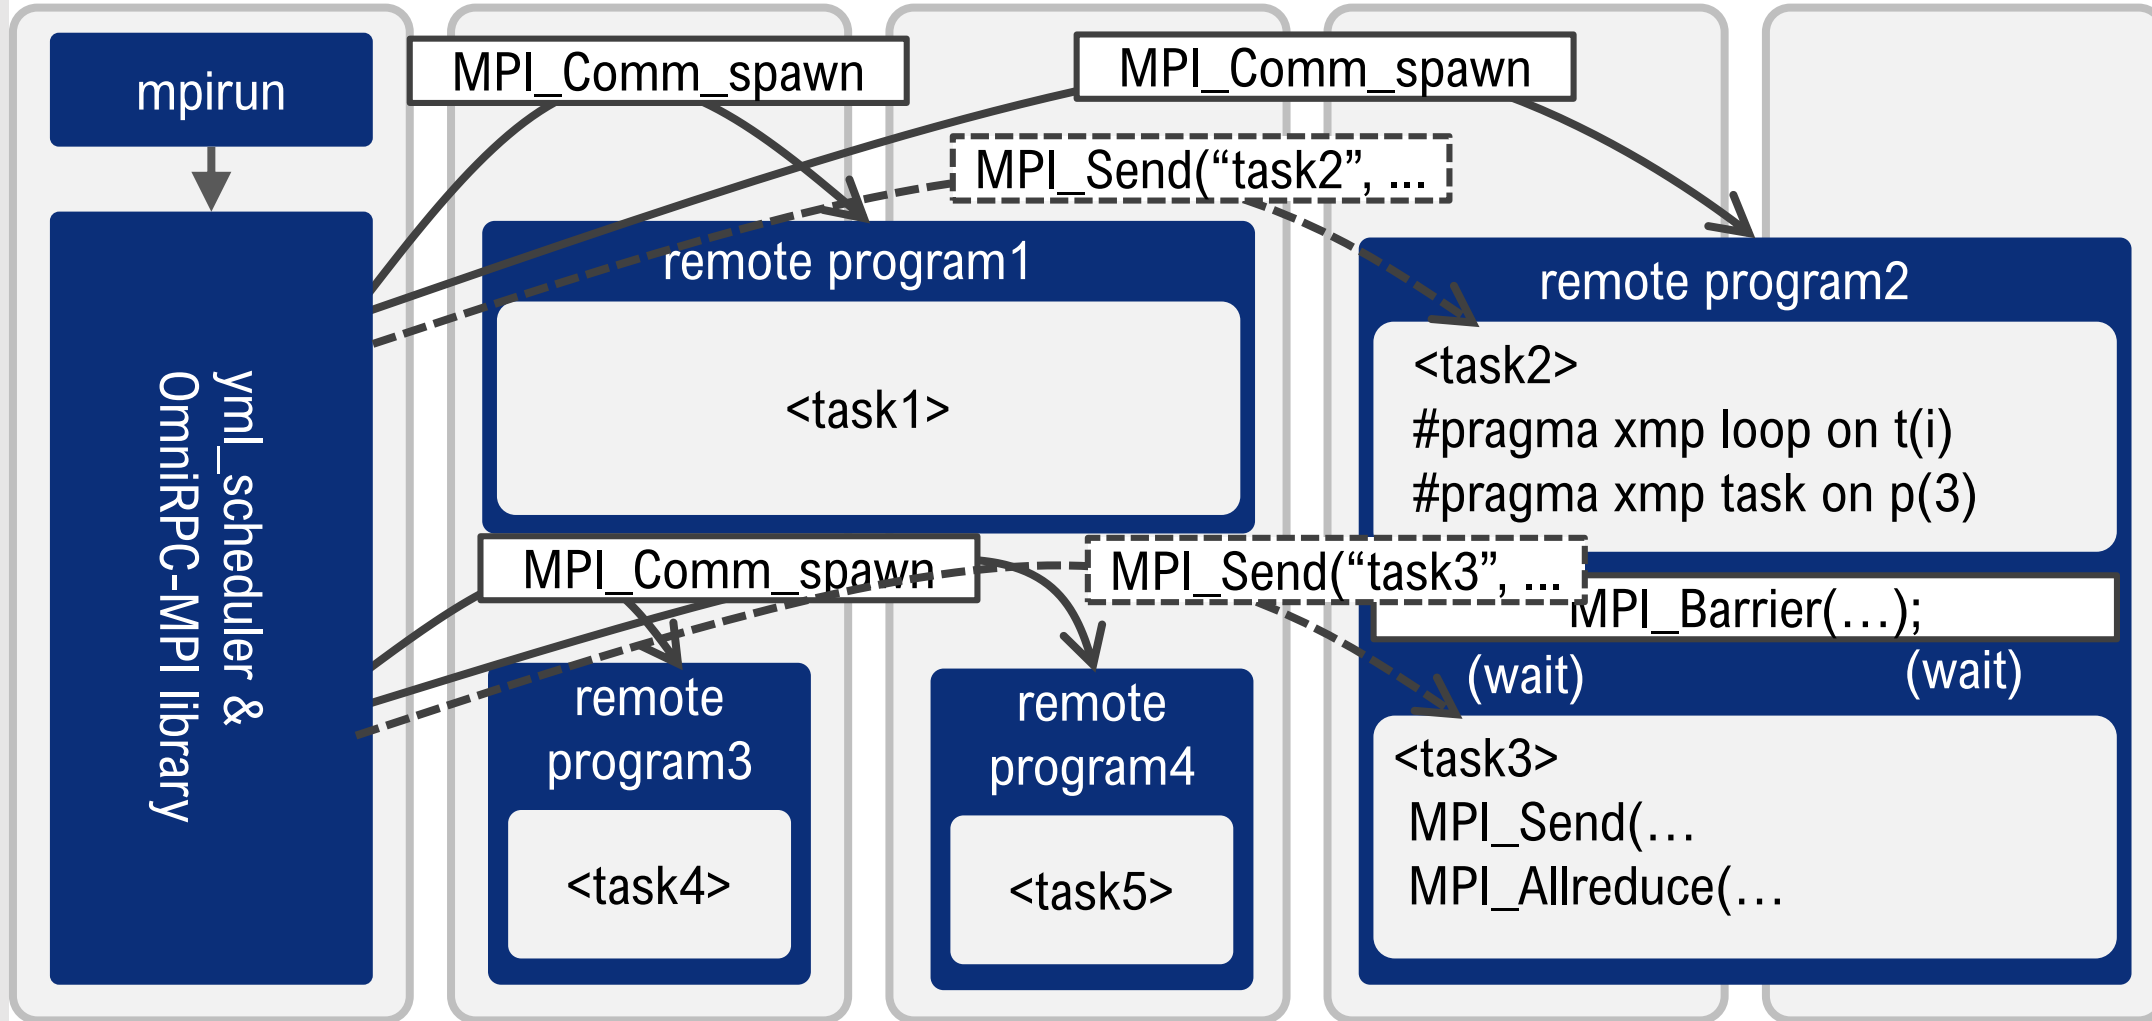 mpirun
MPI_Comm_spawn
MPI_Comm_spawn
MPI_Send(“task2”, ...
yml_scheduler &
OmniRPC-MPI library
remote program1
<task1>
remote program2
<task2>
#pragma xmp loop on t(i)
#pragma xmp task on p(3)
MPI_Comm_spawn
MPI_Send(“task3”, ...
MPI_Barrier(...);
(wait)
(wait)
remote
program3
<task4>
remote
program4
<task5>
<task3>
MPI_Send(...
MPI_Allreduce(...